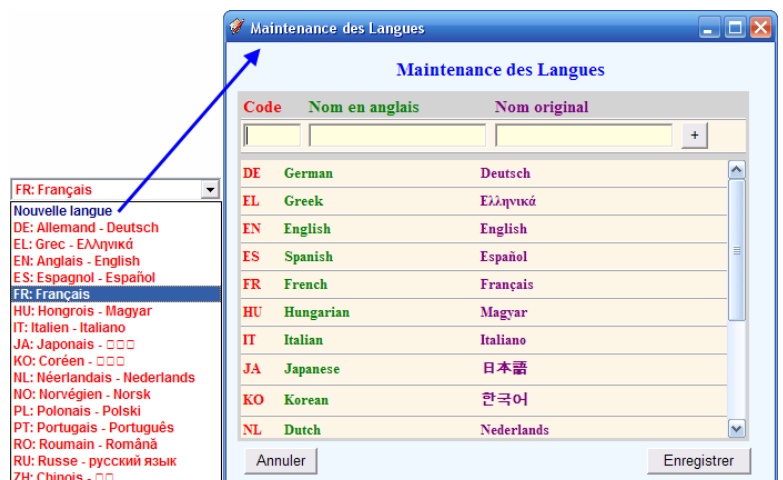 FR: Français
Nouvelle langue
DE: Allemand - Deutsch
EL: Grec - Ελληνικά
EN: Anglais - English
ES: Espagnol - Español
FR: Français
HU: Hongrois - Magyar
IT: Italien - Italiano
JA: Japonais - □□□
KO: Coréen - □□□
NL: Néerlandais - Nederlands
NO: Norvégien - Norsk
PL: Polonais - Polski
PT: Portugais - Português
RO: Roumain - Română
RU: Russe - русский язык
ZH: Chinois - □□
Maintenance des Langues
Maintenance des Langues
Code Nom en anglais Nom original
+
DE German Deutsch
EL Greek Ελληνικά
EN English English
ES Spanish Español
FR French Français
HU Hungarian Magyar
IT Italian Italiano
JA Japanese 日本語
KO Korean 한국어
NL Dutch Nederlands
Annuler Enregistrer